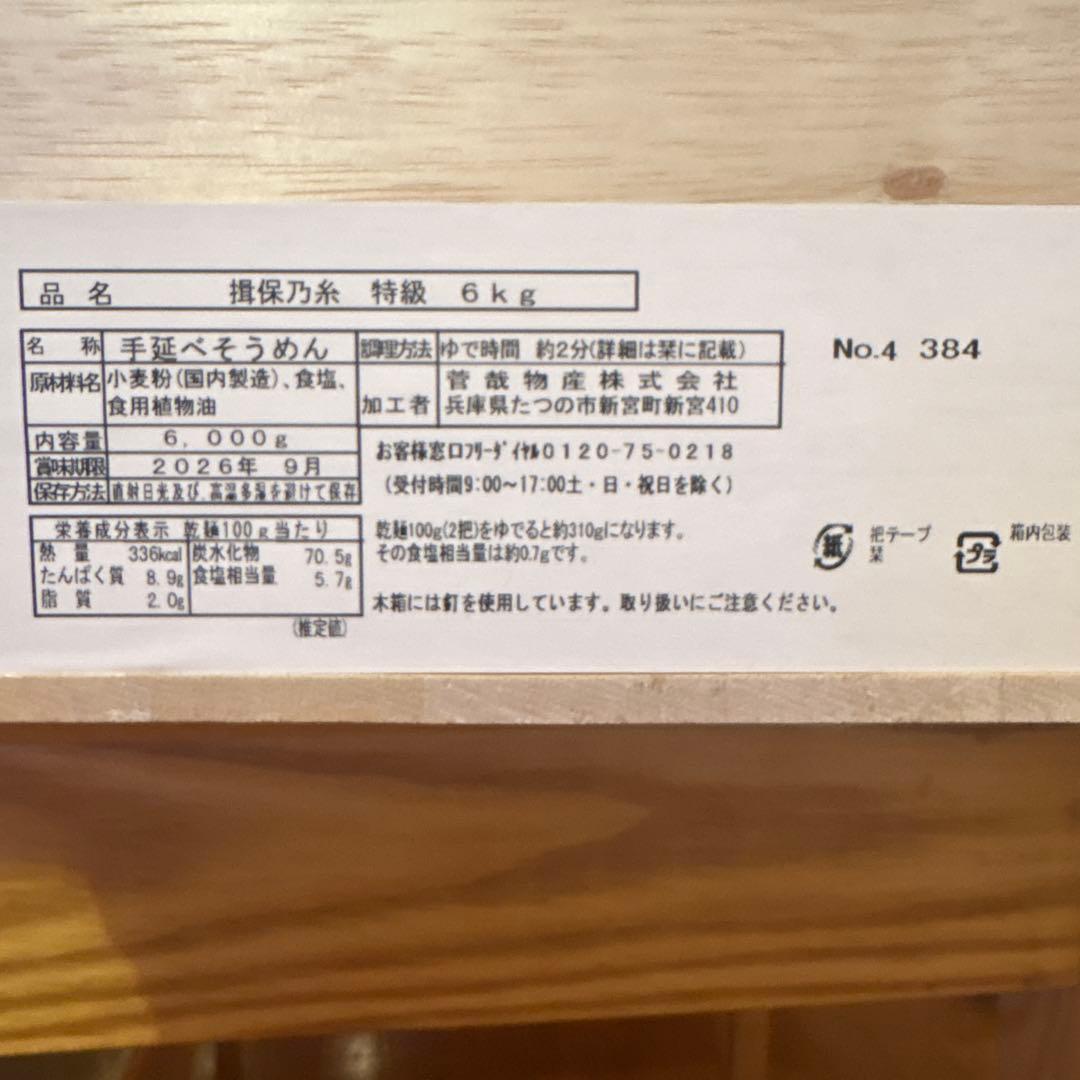 品名 揖保乃糸 特級 6kg
名称 手延べそうめん
原材料名 小麦粉(国内製造)、食塩、
食用植物油
内容量 6,000g
賞味期限 2026年 9月
保存方法 直射日光及び、高温多湿を避けて保存
調理方法 ゆで時間 約2分(詳細は栞に記載)
加工者 菅哉物産株式会社
兵庫県たつの市新宮町新宮410
No.4 384
お客様窓口フリーダイヤル0120-75-0218
(受付時間9:00〜17:00土・日・祝日を除く)
栄養成分表示 乾麺100g当たり
熱量 336kcal
たんぱく質 8.9g
脂質 2.0g
炭水化物 70.5g
食塩相当量 5.7g
(推定値)
乾麺100g(2把)をゆでると約310gになります。
その食塩相当量は約0.7gです。
木箱には釘を使用しています。取り扱いにご注意ください。
紙 把テープ
栞
プラ 箱内包装